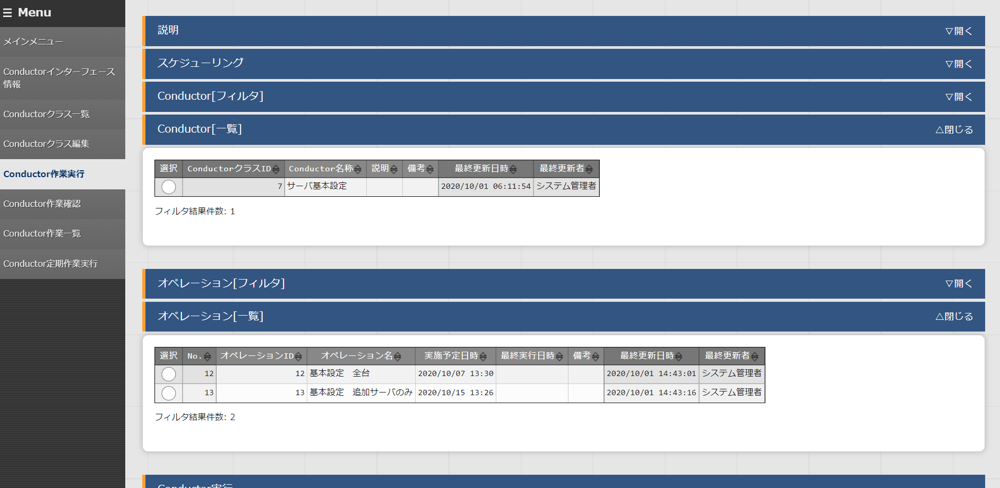 ☰ Menu
メインメニュー
Conductorインターフェース
情報
Conductorクラス一覧
Conductorクラス編集
Conductor作業実行
Conductor作業確認
Conductor作業一覧
Conductor定期作業実行
説明 ▽開く
スケジューリング ▽開く
Conductor[フィルタ] ▽開く
Conductor[一覧] △閉じる
選択 ConductorクラスID Conductor名称 説明 備考 最終更新日時 最終更新者
7 サーバ基本設定 2020/10/01 06:11:54 システム管理者
フィルタ結果件数: 1
オペレーション[フィルタ] ▽開く
オペレーション[一覧] △閉じる
選択 No. オペレーションID オペレーション名 実施予定日時 最終実行日時 備考 最終更新日時 最終更新者
12 12 基本設定　全台 2020/10/07 13:30 2020/10/01 14:43:01 システム管理者
13 13 基本設定　追加サーバのみ 2020/10/15 13:26 2020/10/01 14:43:16 システム管理者
フィルタ結果件数: 2
Conductor実行